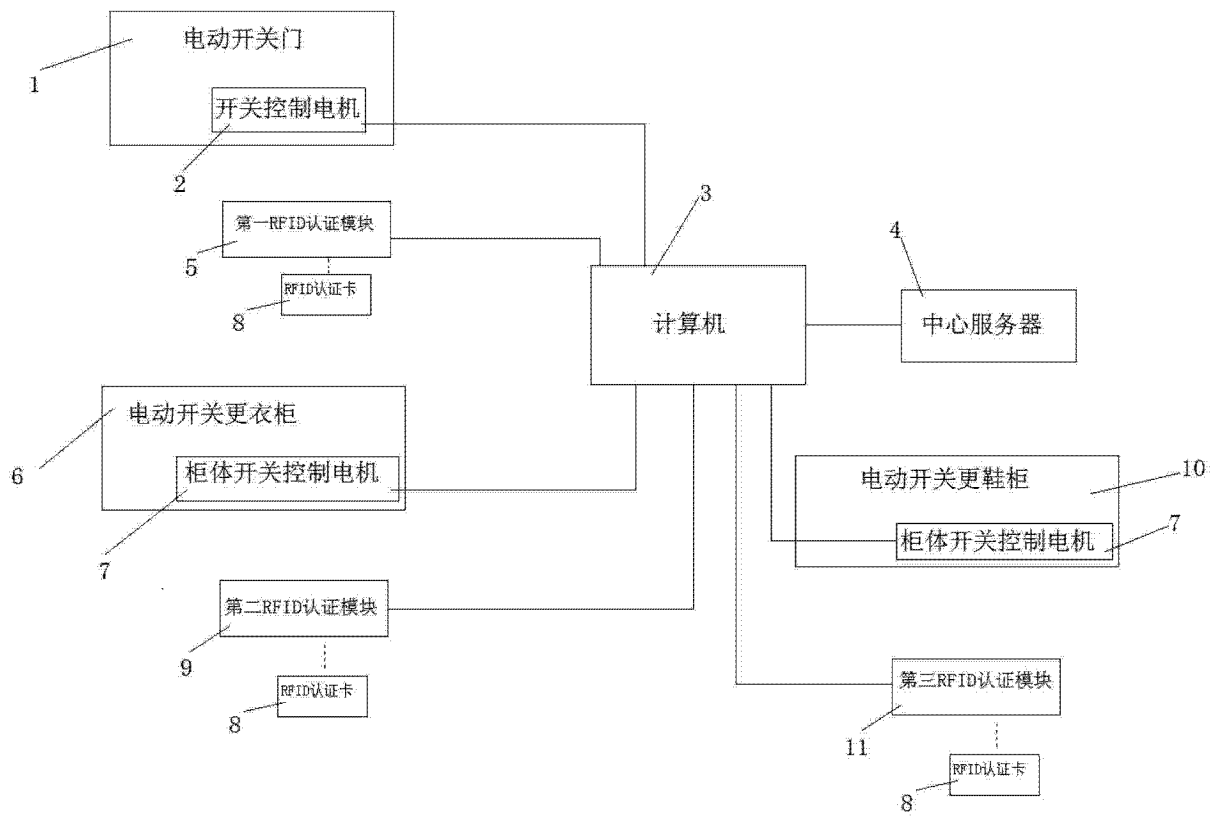 电动开关门
1
开关控制电机
2
第一RFID认证模块
5
RFID认证卡
8
3
计算机
4
中心服务器
电动开关更衣柜
6
柜体开关控制电机
7
第二RFID认证模块
9
RFID认证卡
8
电动开关更鞋柜
10
柜体开关控制电机
7
第三RFID认证模块
11
RFID认证卡
8